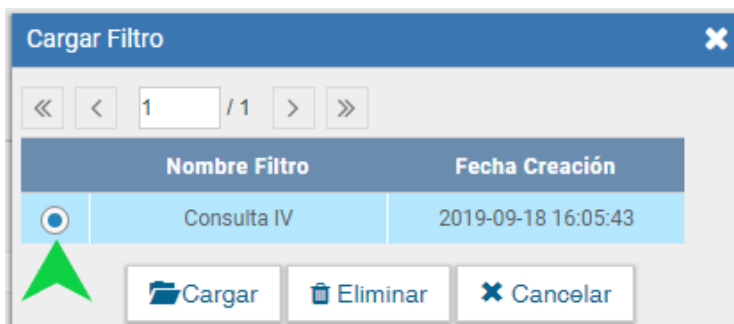 Cargar Filtro
1 / 1
Nombre Filtro Fecha Creación
Consulta IV 2019-09-18 16:05:43
Cargar Eliminar Cancelar